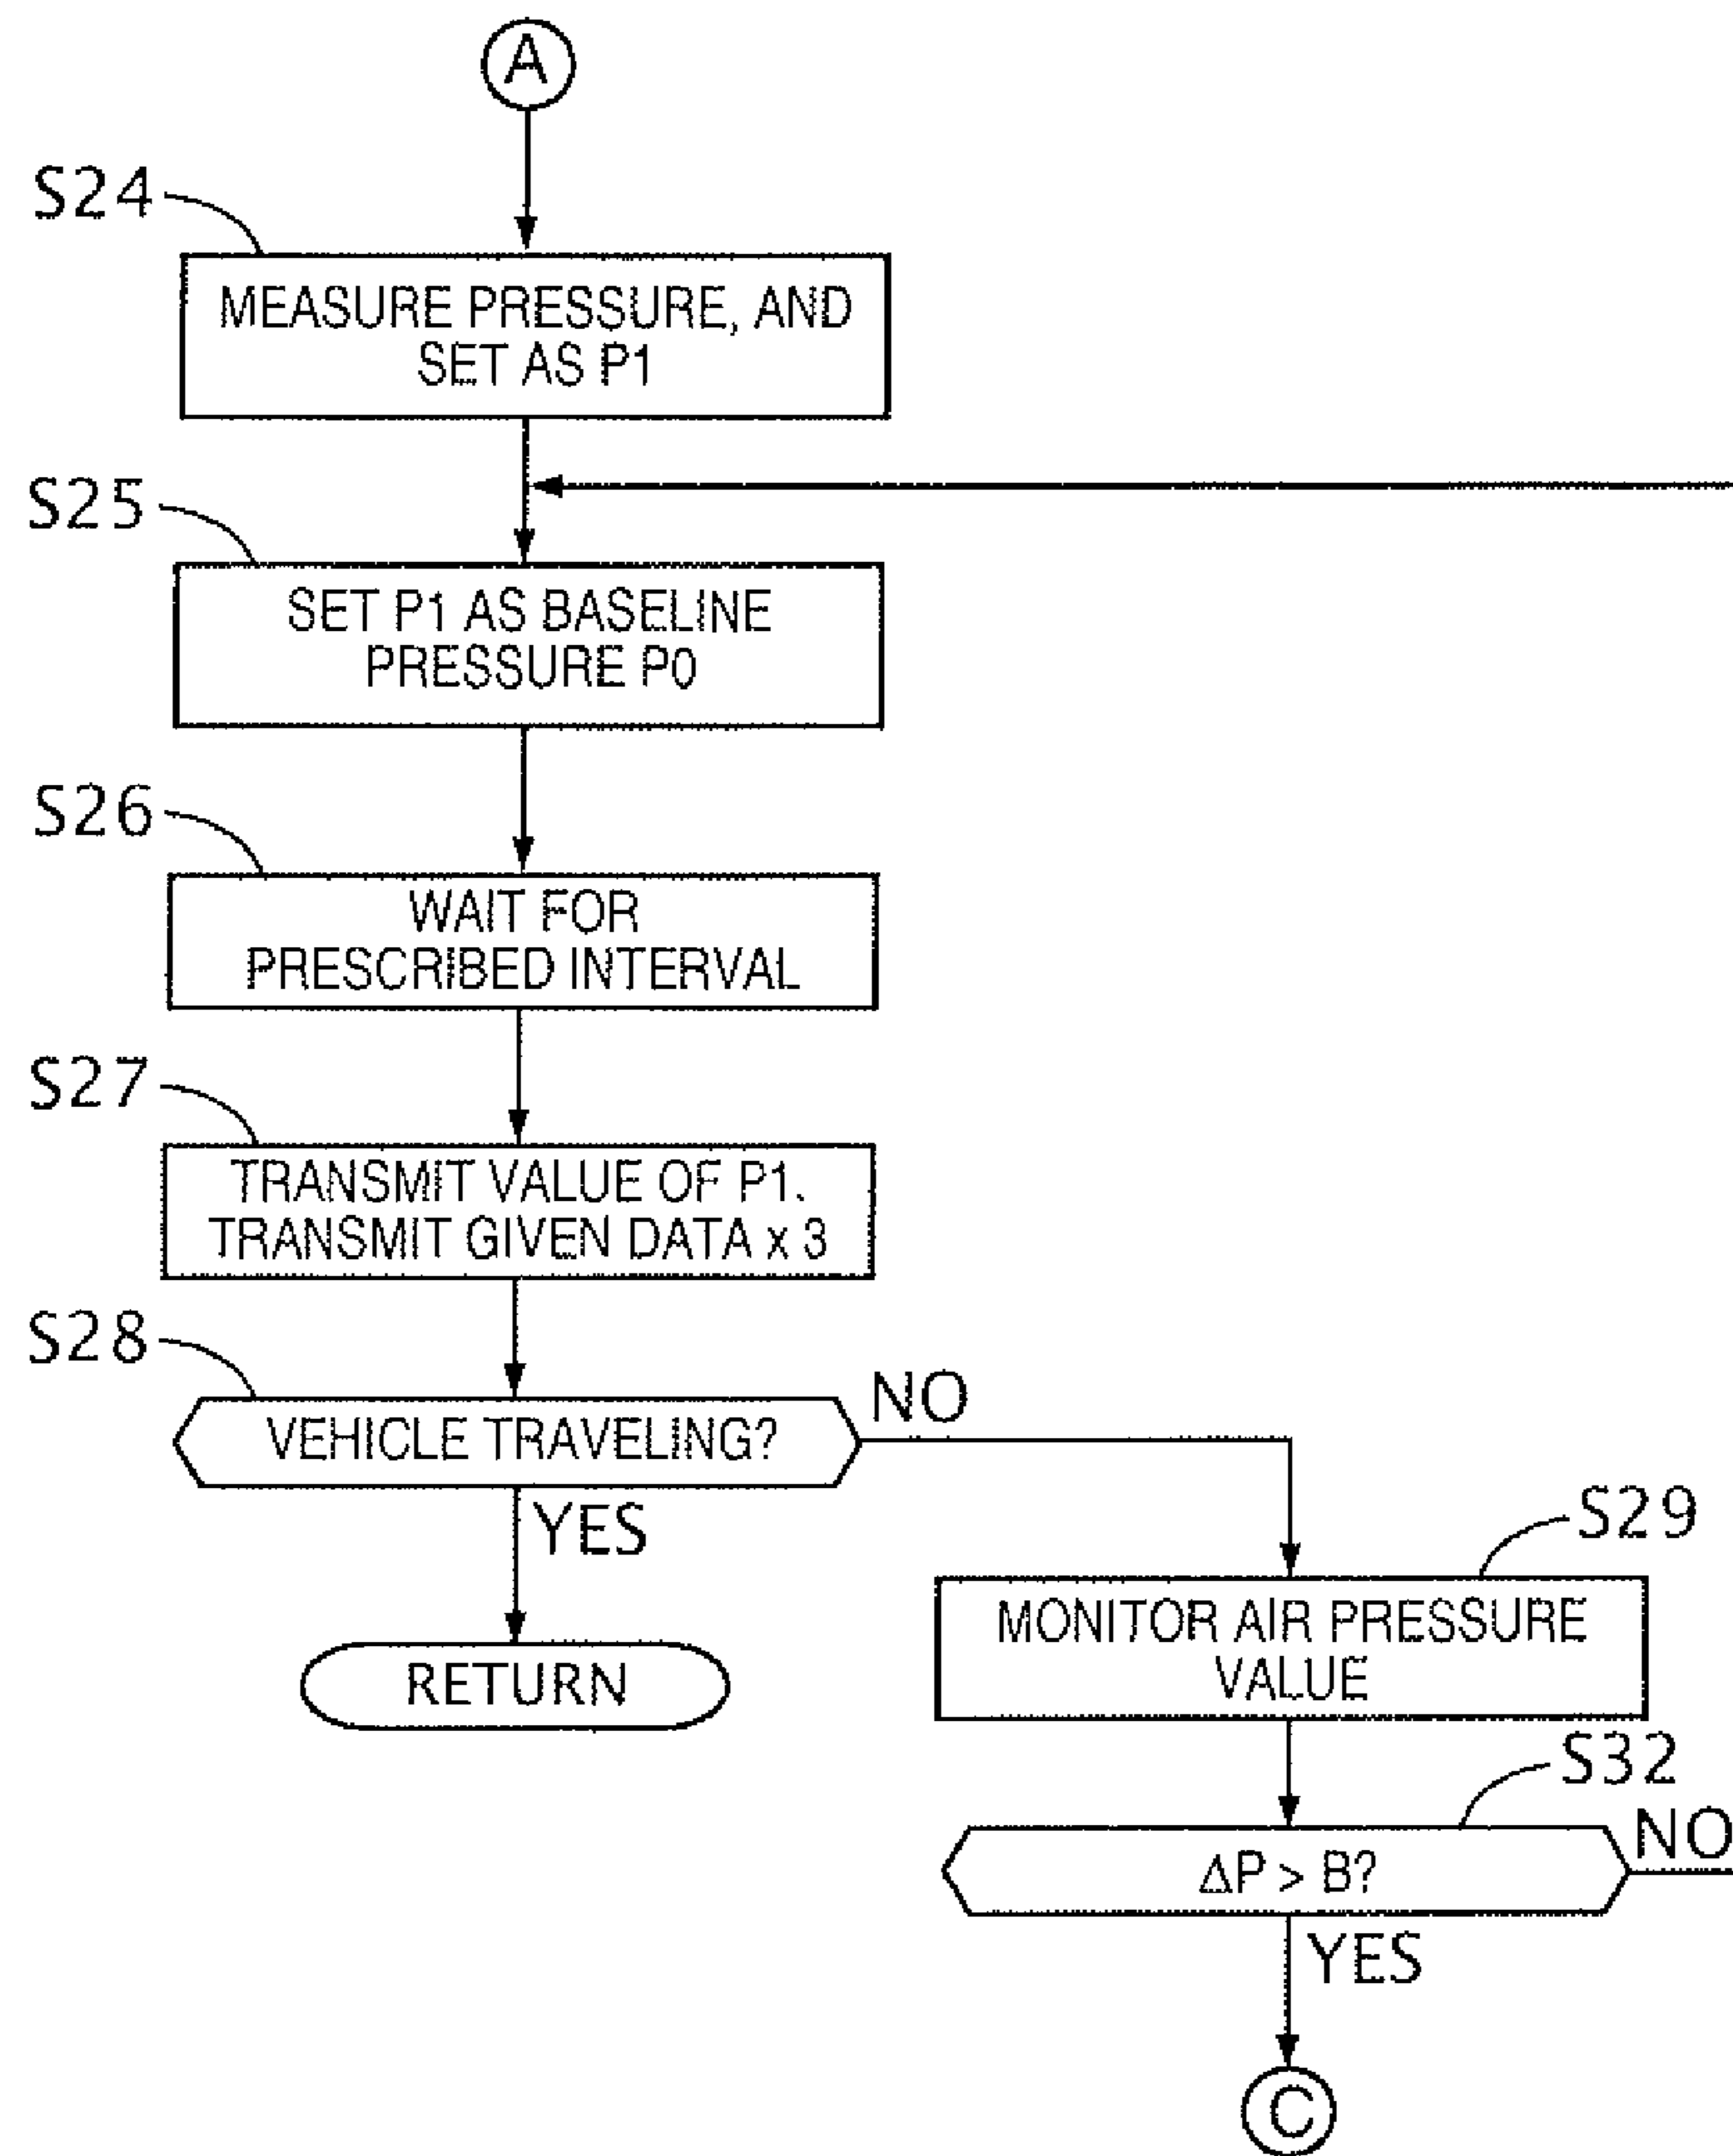 A
S24
MEASURE PRESSURE, AND
SET AS P1
S25
SET P1 AS BASELINE
PRESSURE P0
S26
WAIT FOR
PRESCRIBED INTERVAL
S27
TRANSMIT VALUE OF P1.
TRANSMIT GIVEN DATA x 3
S28
VEHICLE TRAVELING?
NO
YES
RETURN
S29
MONITOR AIR PRESSURE
VALUE
S32
ΔP > B?
NO
YES
C